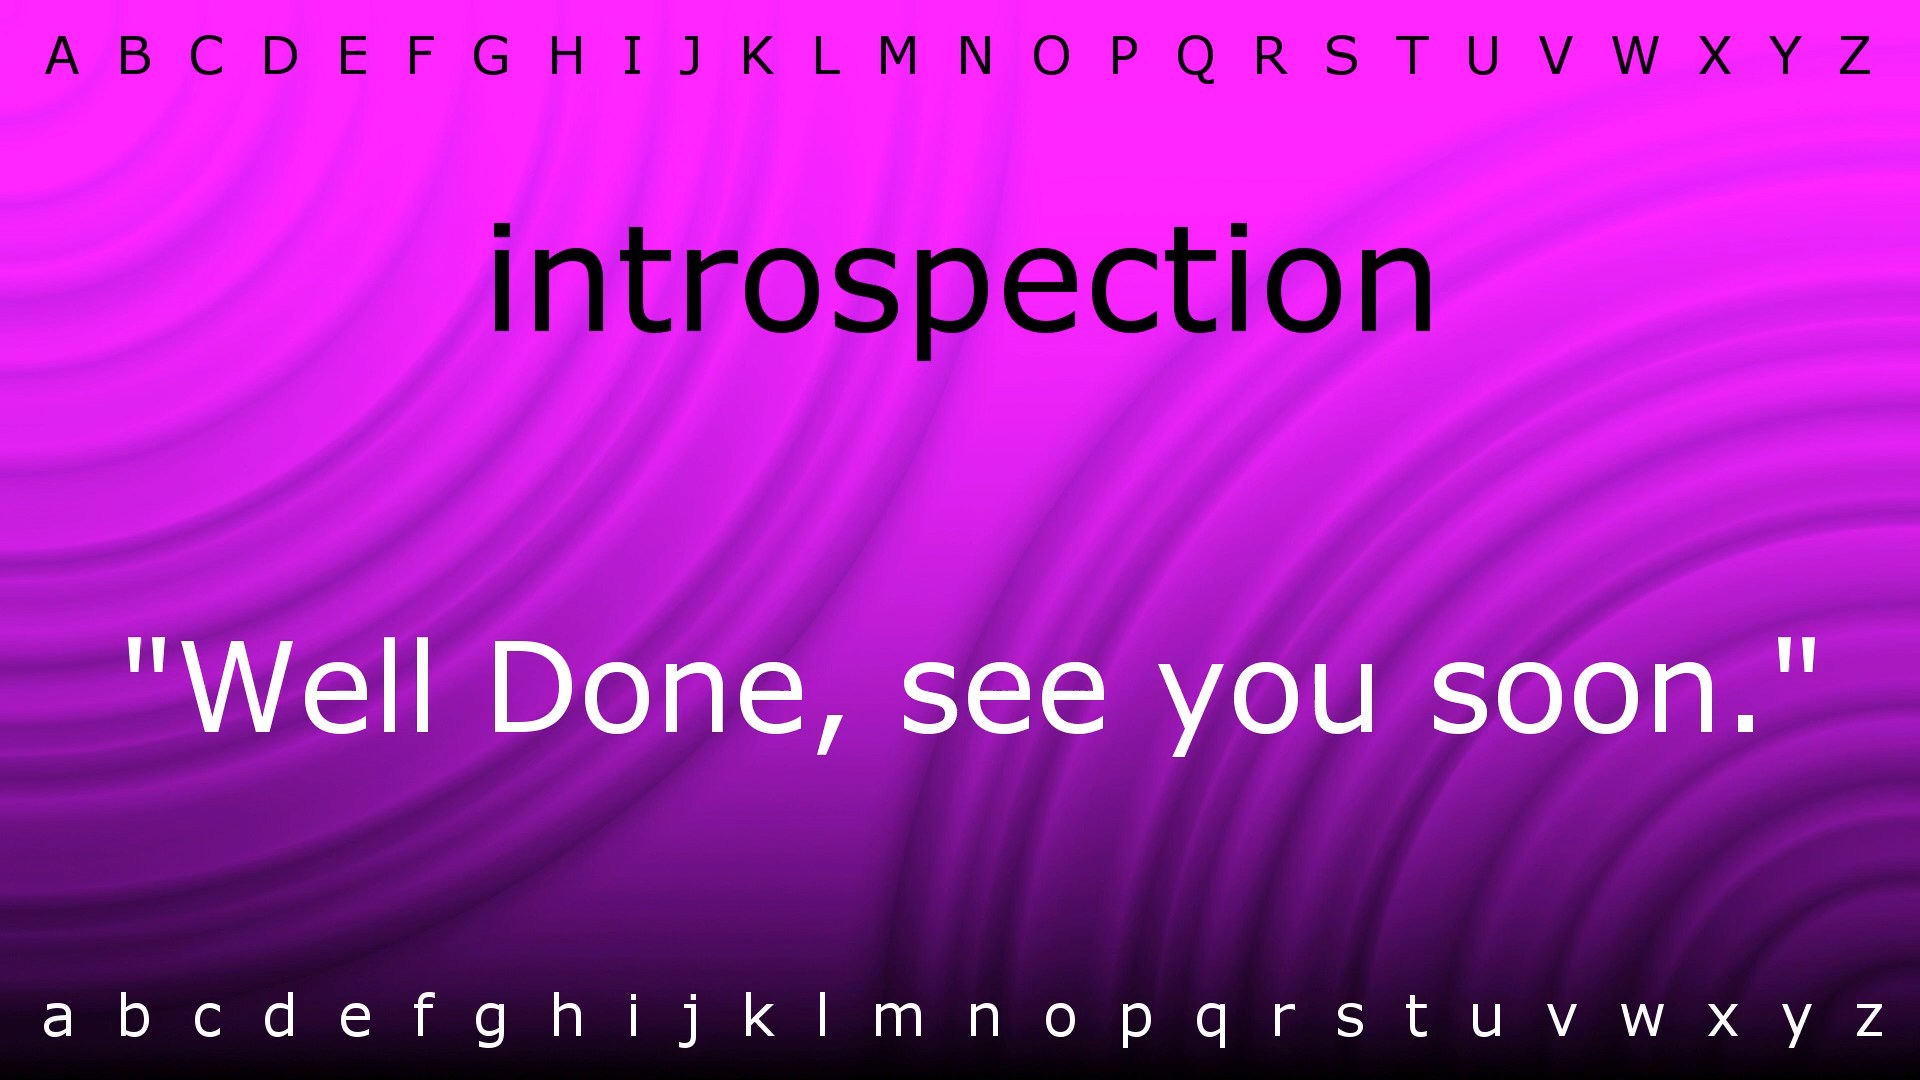 A B C D E F G H I J K L M N O P Q R S T U V W X Y Z
introspection
"Well Done, see you soon."
a b c d e f g h i j k l m n o p q r s t u v w x y z